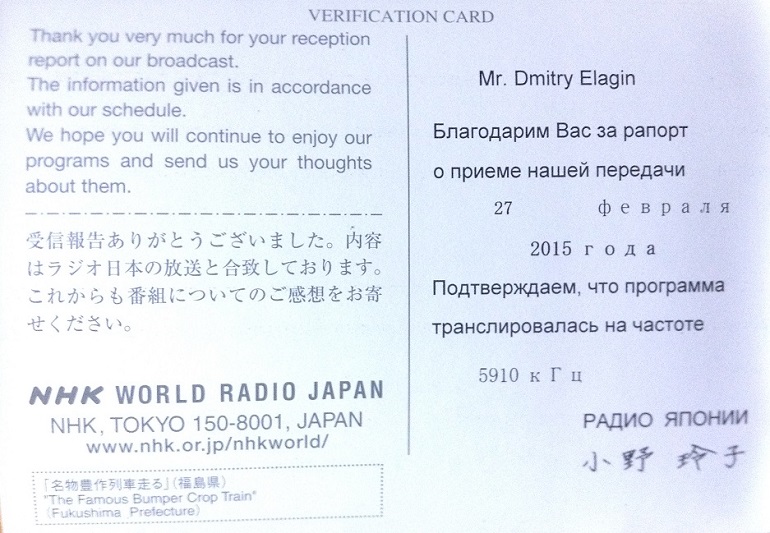 VERIFICATION CARD
Thank you very much for your reception
report on our broadcast.
The information given is in accordance
with our schedule.
We hope you will continue to enjoy our
programs and send us your thoughts
about them.
受信報告ありがとうございました。内容
はラジオ日本の放送と合致しております。
これからも番組についてのご感想をお寄
せください。
NHK WORLD RADIO JAPAN
NHK, TOKYO 150-8001, JAPAN
www.nhk.or.jp/nhkworld/
「名物豊作列車走る」（福島県）
"The Famous Bumper Crop Train"
(Fukushima Prefecture)
Mr. Dmitry Elagin
Благодарим Вас за рапорт
о приеме нашей передачи
27 февраля
2015 года
Подтверждаем, что программа
транслировалась на частоте
5910 кГц
РАДИО ЯПОНИИ
小野 玲子